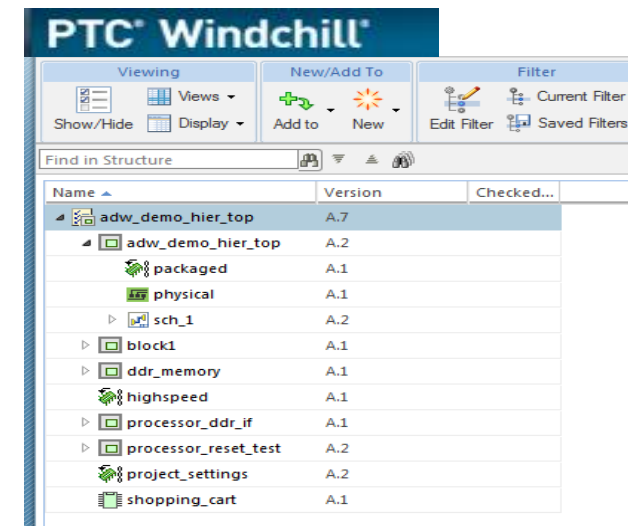 PTC® Windchill®
Viewing New/Add To Filter
Views Current Filter
Show/Hide Display Add to New Edit Filter Saved Filters
Find in Structure
Name Version Checked...
adw_demo_hier_top A.7
adw_demo_hier_top A.2
packaged A.1
physical A.1
sch_1 A.2
block1 A.1
ddr_memory A.1
highspeed A.1
processor_ddr_if A.1
processor_reset_test A.2
project_settings A.2
shopping_cart A.1